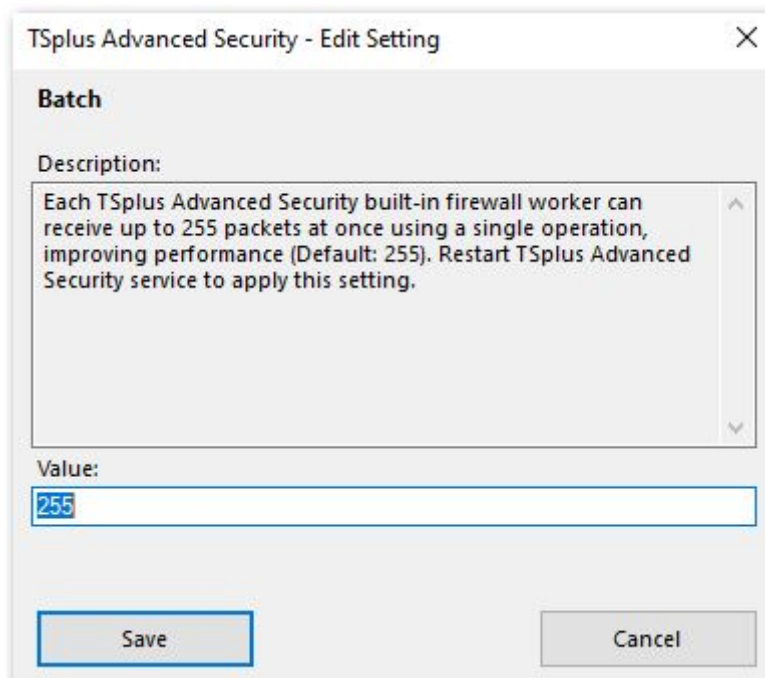 TSplus Advanced Security - Edit Setting
Batch
Description:
Each TSplus Advanced Security built-in firewall worker can
receive up to 255 packets at once using a single operation,
improving performance (Default: 255). Restart TSplus Advanced
Security service to apply this setting.
Value:
255
Save
Cancel